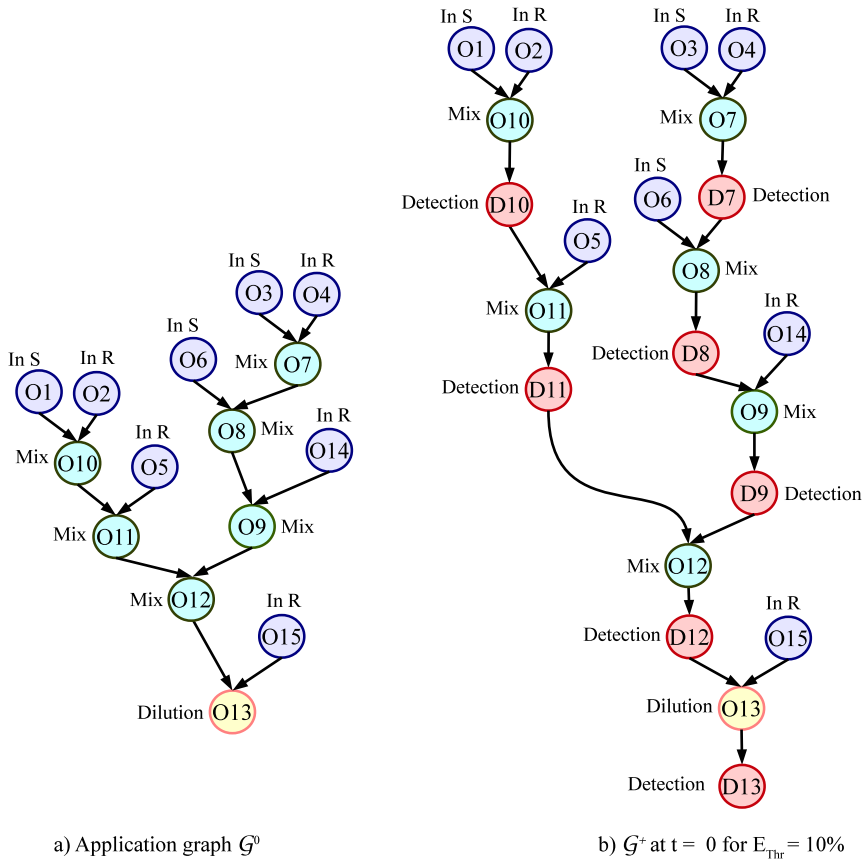 In S
In R
O1
O2
Mix
O10
Detection
D10
In R
O5
Mix
O11
Detection
D11
In S
In R
O3
O4
Mix
O7
In S
O6
D7
Detection
O8
Mix
In R
O14
Detection
D8
O9
Mix
D9
Detection
Mix
O12
Detection
D12
In R
O15
Dilution
O13
Detection
D13
In S
In R
O3
O4
In S
O6
Mix
O7
In S
In R
O1
O2
O8
Mix
In R
O14
Mix
O10
In R
O5
Mix
O11
O9
Mix
Mix
O12
In R
O15
Dilution
O13
a) Application graph 𝒢⁰
b) 𝒢⁺ at t = 0 for E_Thr = 10%